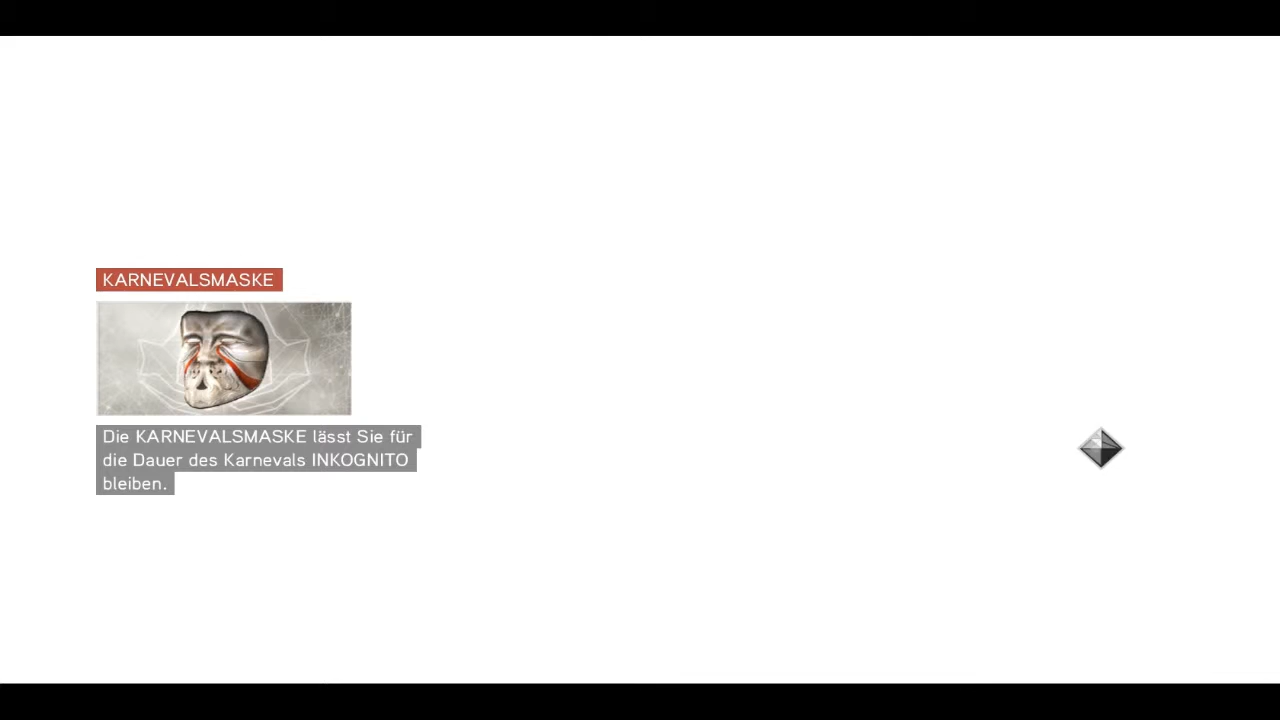 KARNEVALSMASKE
Die KARNEVALSMASKE lässt Sie für
die Dauer des Karnevals INKOGNITO
bleiben.